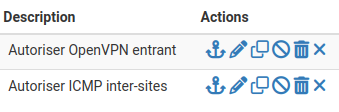 Description Actions
Autoriser OpenVPN entrant
Autoriser ICMP inter-sites